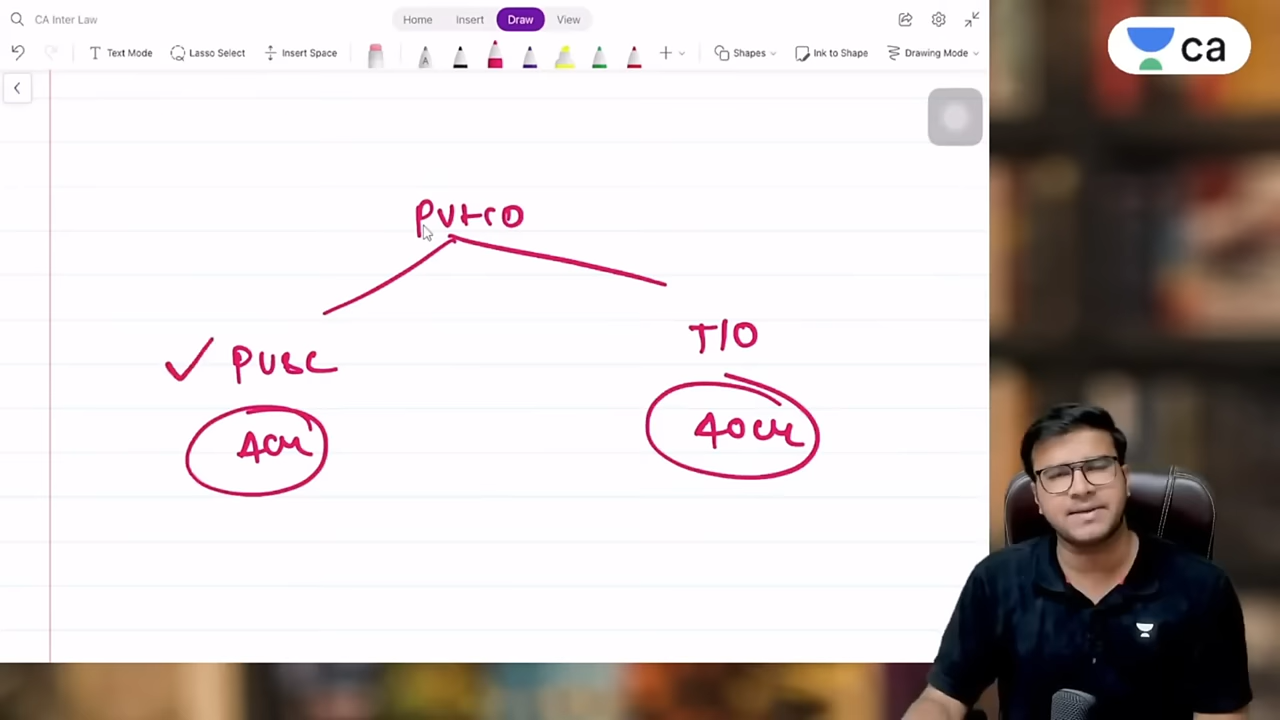 CA Inter Law
Home Insert Draw View
Text Mode Lasso Select Insert Space Shapes Ink to Shape Drawing Mode
A
ca
PVT CO
PUSC
T/O
4cr
40cr